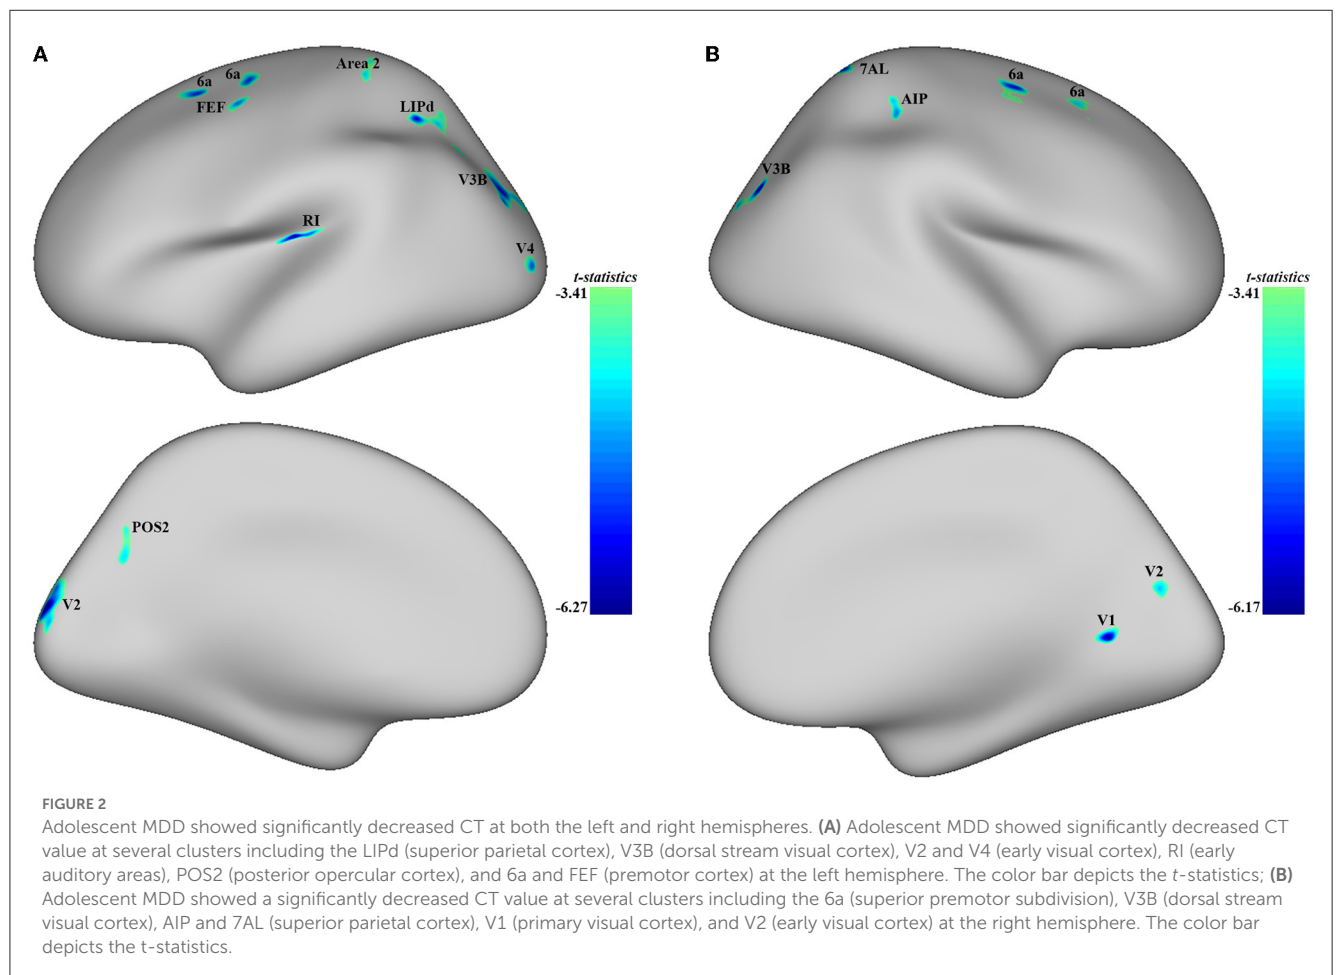 A
6a
6a
Area 2
FEF
LIPd
V3B
RI
V4
t-statistics
-3.41
-6.27
POS2
V2
B
7AL
6a
6a
AIP
V3B
t-statistics
-3.41
-6.17
V2
V1
FIGURE 2
Adolescent MDD showed significantly decreased CT at both the left and right hemispheres. (A) Adolescent MDD showed significantly decreased CT
value at several clusters including the LIPd (superior parietal cortex), V3B (dorsal stream visual cortex), V2 and V4 (early visual cortex), RI (early
auditory areas), POS2 (posterior opercular cortex), and 6a and FEF (premotor cortex) at the left hemisphere. The color bar depicts the t-statistics; (B)
Adolescent MDD showed a significantly decreased CT value at several clusters including the 6a (superior premotor subdivision), V3B (dorsal stream
visual cortex), AIP and 7AL (superior parietal cortex), V1 (primary visual cortex), and V2 (early visual cortex) at the right hemisphere. The color bar
depicts the t-statistics.